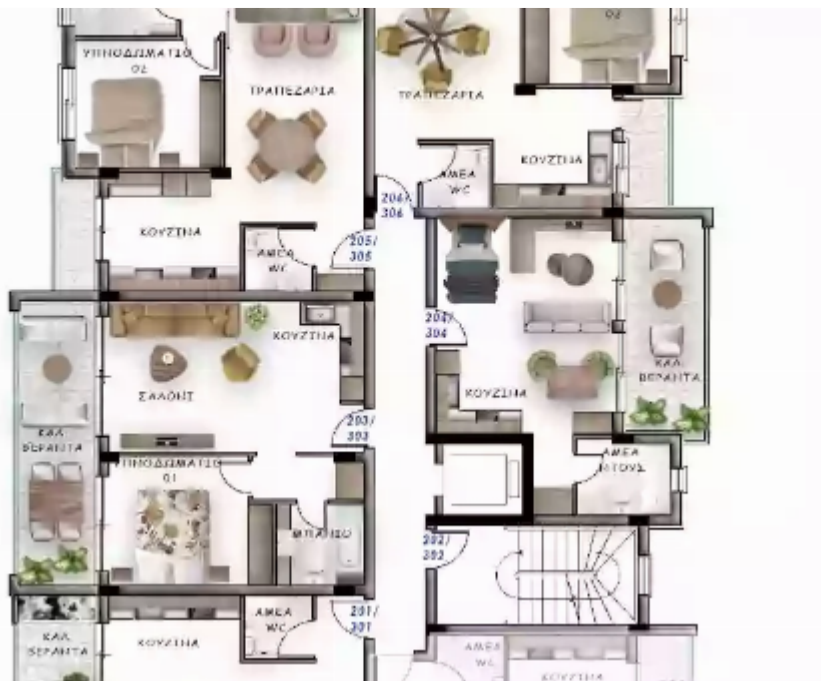 ΥΠΝΟΔΩΜΑΤΙΟ
02
ΤΡΑΠΕΖΑΡΙΑ
02
ΤΡΑΠΕΖΑΡΙΑ
ΚΟΥΖΙΝΑ
ΑΜΕΑ
WC
204/
306
ΚΟΥΖΙΝΑ
ΑΜΕΑ
WC
205/
305
ΚΟΥΖΙΝΑ
204/
304
ΣΑΛΟΝΙ
ΚΑΛ.
ΒΕΡΑΝΤΑ
ΚΟΥΖΙΝΑ
203/
303
ΚΑΛ.
ΒΕΡΑΝΤΑ
ΥΠΝΟΔΩΜΑΤΙΟ
01
ΑΜΕΑ
ΝΤΟΥΣ
ΜΠΑΝΙΟ
202/
302
ΑΜΕΑ
WC
201/
301
ΚΑΛ.
ΒΕΡΑΝΤΑ
ΚΟΥΖΙΝΑ
ΑΜΕΑ
WC
ΚΟΥΖΙΝΑ